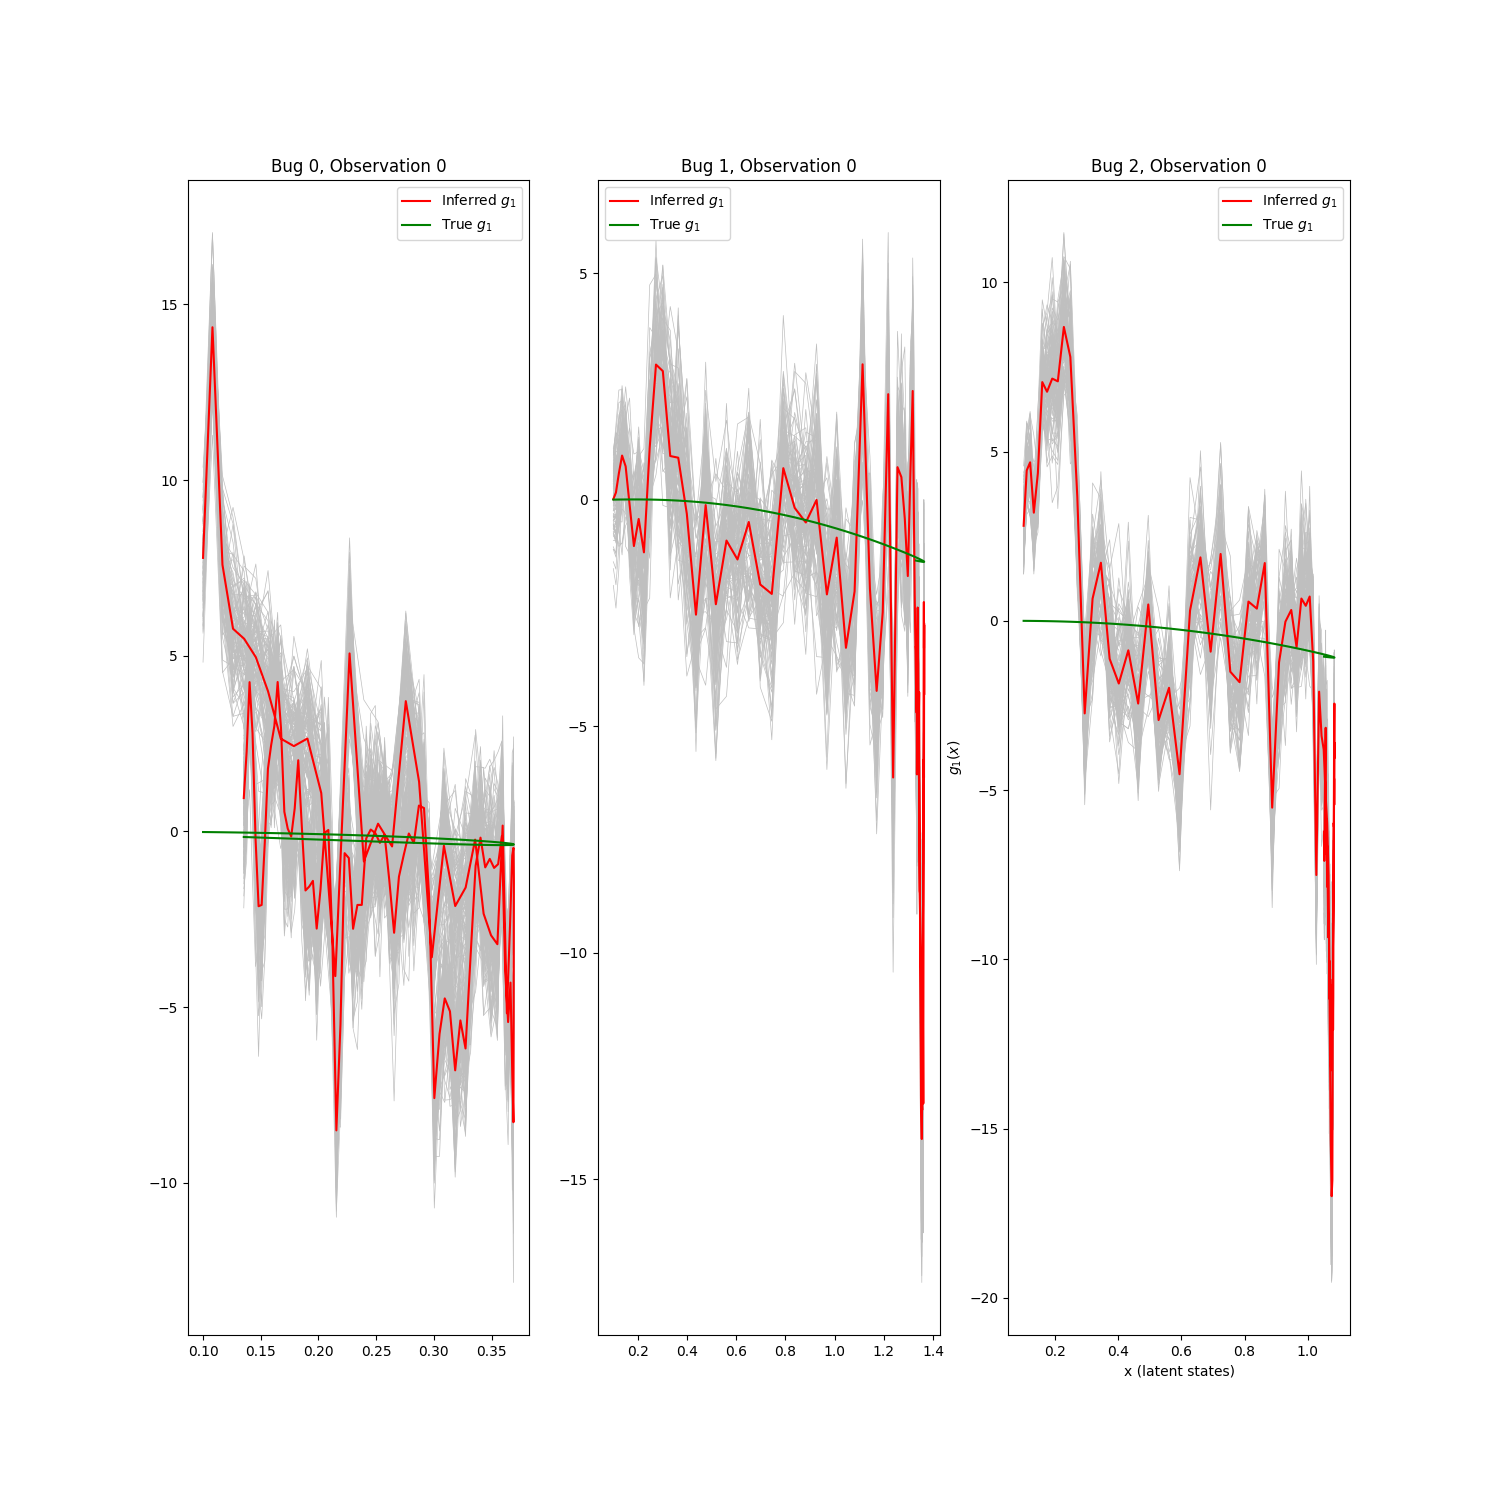 Bug 0, Observation 0
Inferred g₁
True g₁
15
10
5
0
−5
−10
0.10 0.15 0.20 0.25 0.30 0.35
Bug 1, Observation 0
Inferred g₁
True g₁
5
0
−5
−10
−15
0.2 0.4 0.6 0.8 1.0 1.2 1.4
Bug 2, Observation 0
Inferred g₁
True g₁
g₁(x)
10
5
0
−5
−10
−15
−20
0.2 0.4 0.6 0.8 1.0
x (latent states)